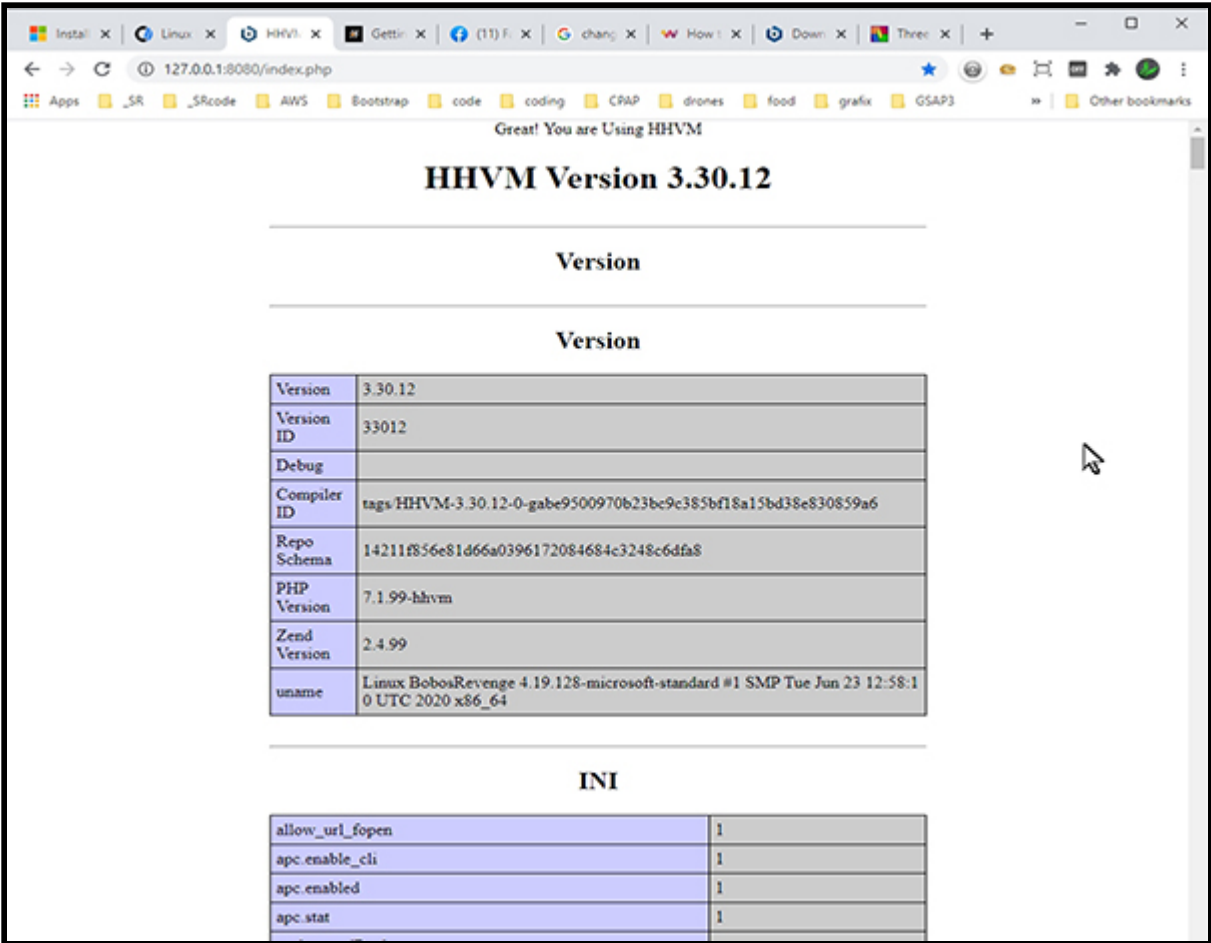 Install Linux HHVM Gettin (11) F chang How t Down Three
127.0.0.1:8080/index.php
Apps _SR _SRcode AWS Bootstrap code coding CPAP drones food grafix GSAP3 » Other bookmarks
Great! You are Using HHVM
HHVM Version 3.30.12
Version
Version
Version 3.30.12
Version
ID 33012
Debug
Compiler
ID tags/HHVM-3.30.12-0-gabe9500970b23bc9c385bf18a15bd38e830859a6
Repo
Schema 14211f856e81d66a0396172084684c3248c6dfa8
PHP
Version 7.1.99-hhvm
Zend
Version 2.4.99
uname Linux BobosRevenge 4.19.128-microsoft-standard #1 SMP Tue Jun 23 12:58:1
0 UTC 2020 x86_64
INI
allow_url_fopen 1
apc.enable_cli 1
apc.enabled 1
apc.stat 1